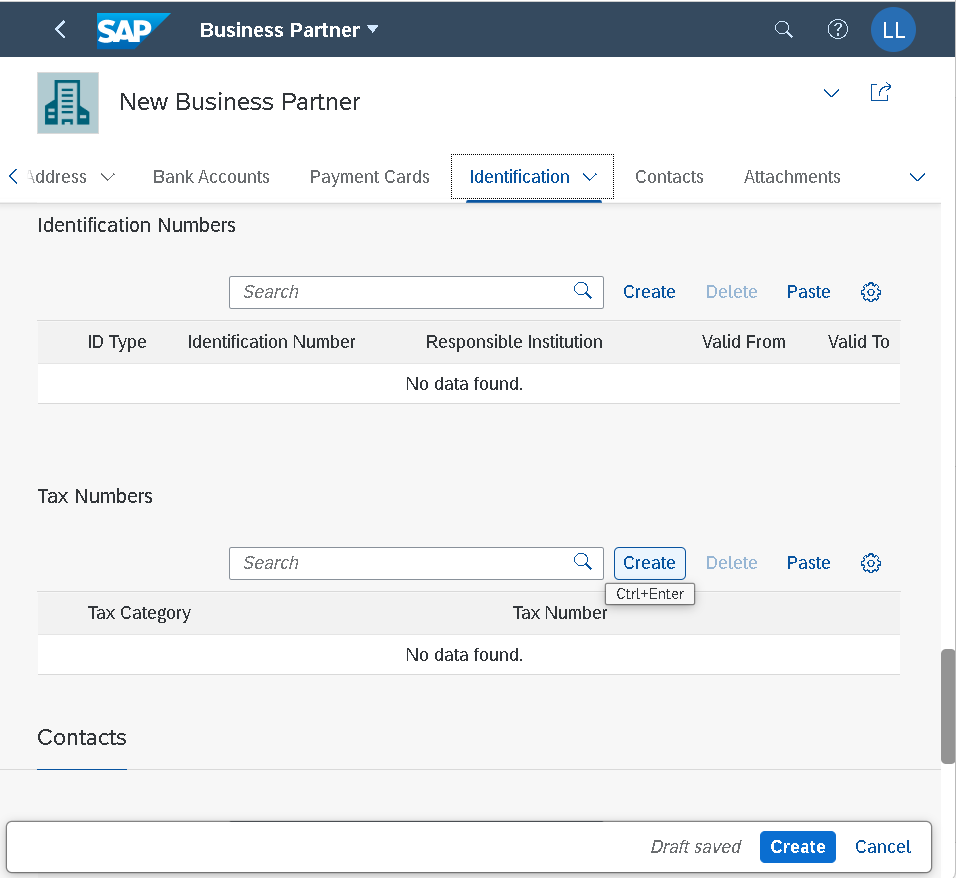 SAP Business Partner LL
New Business Partner
Address Bank Accounts Payment Cards Identification Contacts Attachments
Identification Numbers
Search Create Delete Paste
ID Type Identification Number Responsible Institution Valid From Valid To
No data found.
Tax Numbers
Search Create Delete Paste
Ctrl+Enter
Tax Category Tax Number
No data found.
Contacts
Draft saved Create Cancel